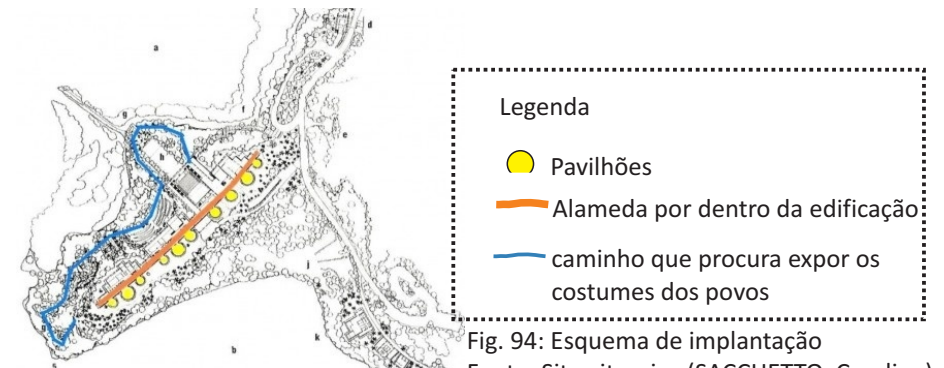 a
d
g
f
e
h
j
b
k
Legenda
Pavilhões
Alameda por dentro da edificação
caminho que procura expor os
costumes dos povos
Fig. 94: Esquema de implantação